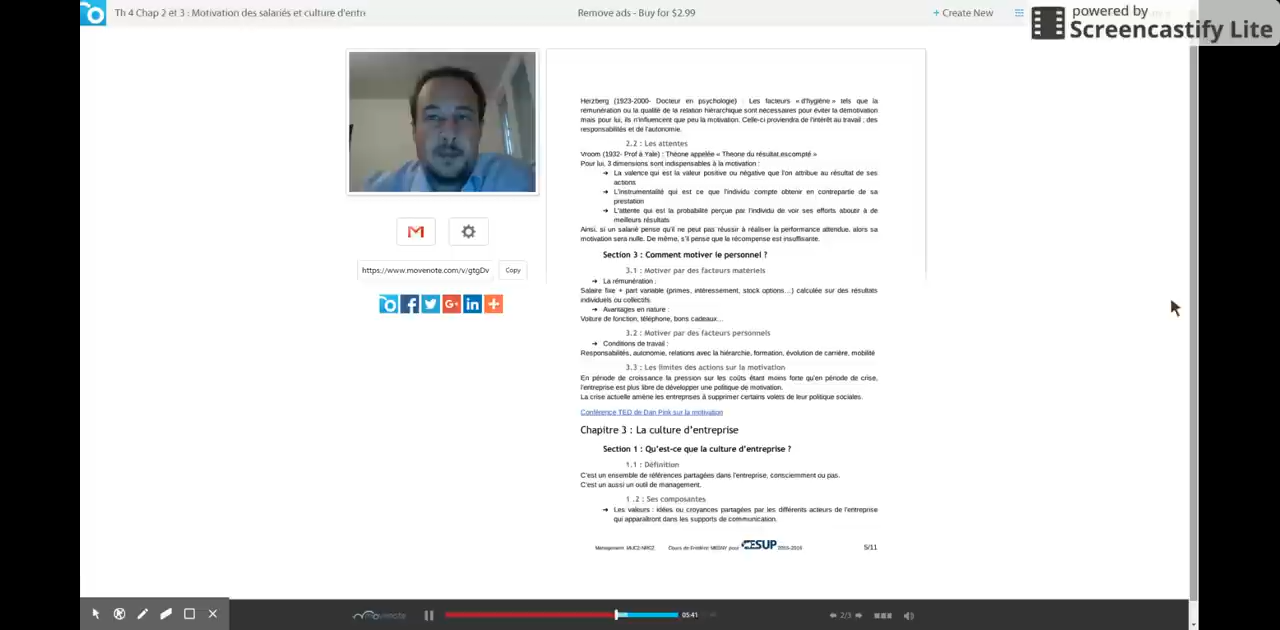 Th 4 Chap 2 et 3 : Motivation des salariés et culture d'entre
Remove ads - Buy for $2.99
+ Create New
powered by
Screencastify Lite
Herzberg (1923-2000- Docteur en psychologie) : Les facteurs « d'hygiène » tels que la
rémunération ou la qualité de la relation hiérarchique sont nécessaires pour éviter la démotivation
mais pour lui, ils n'influencent que peu la motivation. Celle-ci proviendra de l'intérêt au travail ; des
responsabilités et de l'autonomie.
2.2 : Les attentes
Vroom (1932- Prof à Yale) : Théorie appelée « Théorie du résultat escompté »
Pour lui, 3 dimensions sont indispensables à la motivation :
➔ La valence qui est la valeur positive ou négative que l'on attribue au résultat de ses
actions
➔ L'instrumentalité qui est ce que l'individu compte obtenir en contrepartie de sa
prestation
➔ L'attente qui est la probabilité perçue par l'individu de voir ses efforts aboutir à de
meilleurs résultats
Ainsi, si un salarié pense qu'il ne peut pas réussir à réaliser la performance attendue, alors sa
motivation sera nulle. De même, s'il pense que la récompense est insuffisante.
Section 3 : Comment motiver le personnel ?
3.1 : Motiver par des facteurs matériels
➔ La rémunération :
Salaire fixe + part variable (primes, intéressement, stock options…) calculée sur des résultats
individuels ou collectifs
➔ Avantages en nature :
Voiture de fonction, téléphone, bons cadeaux…
3.2 : Motiver par des facteurs personnels
➔ Conditions de travail :
Responsabilités, autonomie, relations avec la hiérarchie, formation, évolution de carrière, mobilité
3.3 : Les limites des actions sur la motivation
En période de croissance la pression sur les coûts étant moins forte qu'en période de crise,
l'entreprise est plus libre de développer une politique de motivation.
La crise actuelle amène les entreprises à supprimer certains volets de leur politique sociales.
Conférence TED de Dan Pink sur la motivation
Chapitre 3 : La culture d'entreprise
Section 1 : Qu'est-ce que la culture d'entreprise ?
1.1 : Définition
C'est un ensemble de références partagées dans l'entreprise, consciemment ou pas.
C'est un aussi un outil de management.
1 .2 : Ses composantes
➔ Les valeurs : idées ou croyances partagées par les différents acteurs de l'entreprise
qui apparaîtront dans les supports de communication.
Management Cours de Frédéric pour CESUP 2015-2016 5/11
https://www.movenote.com/v/gtgDv
Copy
movenote
05:41
2/3